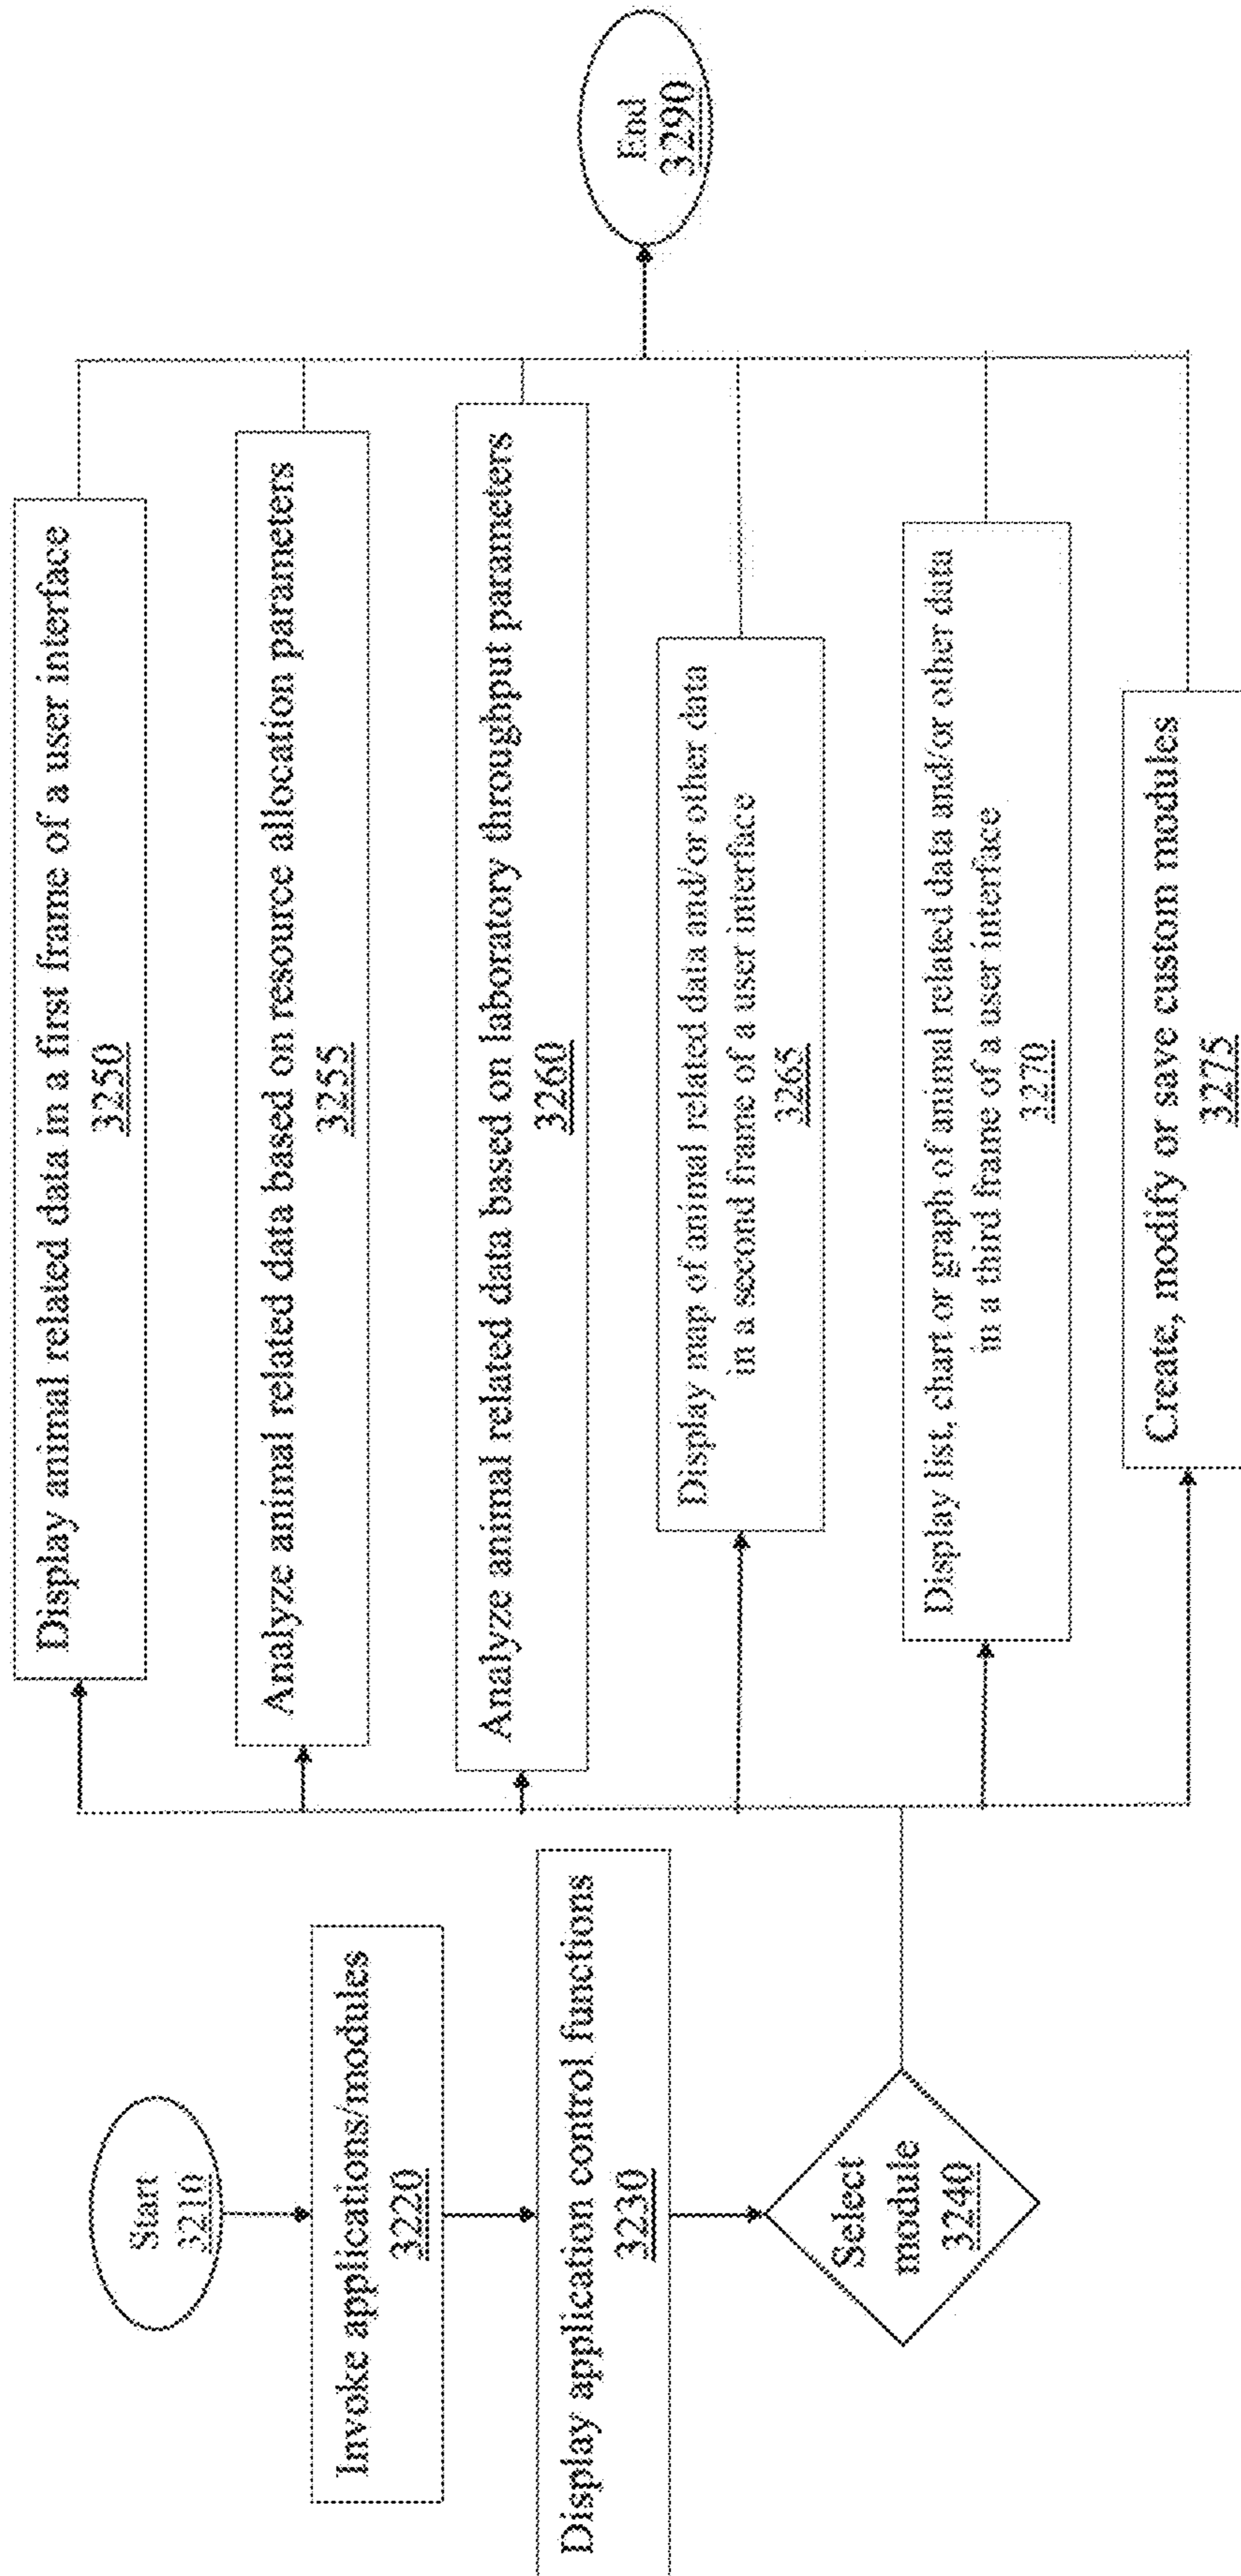 Start
3210
Invoke applications/modules
3220
Display application control functions
3230
Select
module
3240
Display animal related data in a first frame of a user interface
3250
Analyze animal related data based on resource allocation parameters
3255
Analyze animal related data based on laboratory throughput parameters
3260
Display map of animal related data and/or other data
in a second frame of a user interface
3265
Display list, chart or graph of animal related data and/or other data
in a third frame of a user interface
3270
Create, modify or save custom modules
3275
End
3290